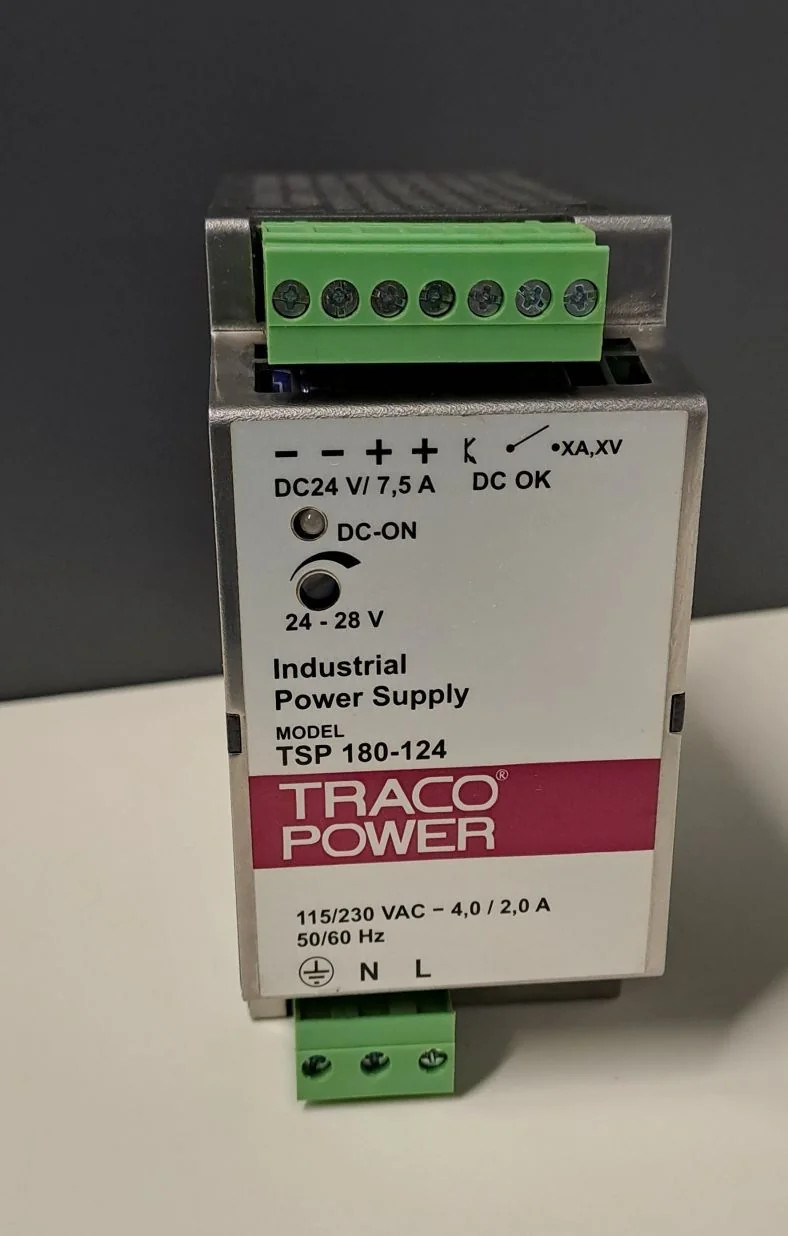 − − + + •XA,XV
DC24 V/ 7,5 A DC OK
DC-ON
24 - 28 V
Industrial
Power Supply
MODEL
TSP 180-124
TRACO®
POWER
115/230 VAC − 4,0 / 2,0 A
50/60 Hz
N L